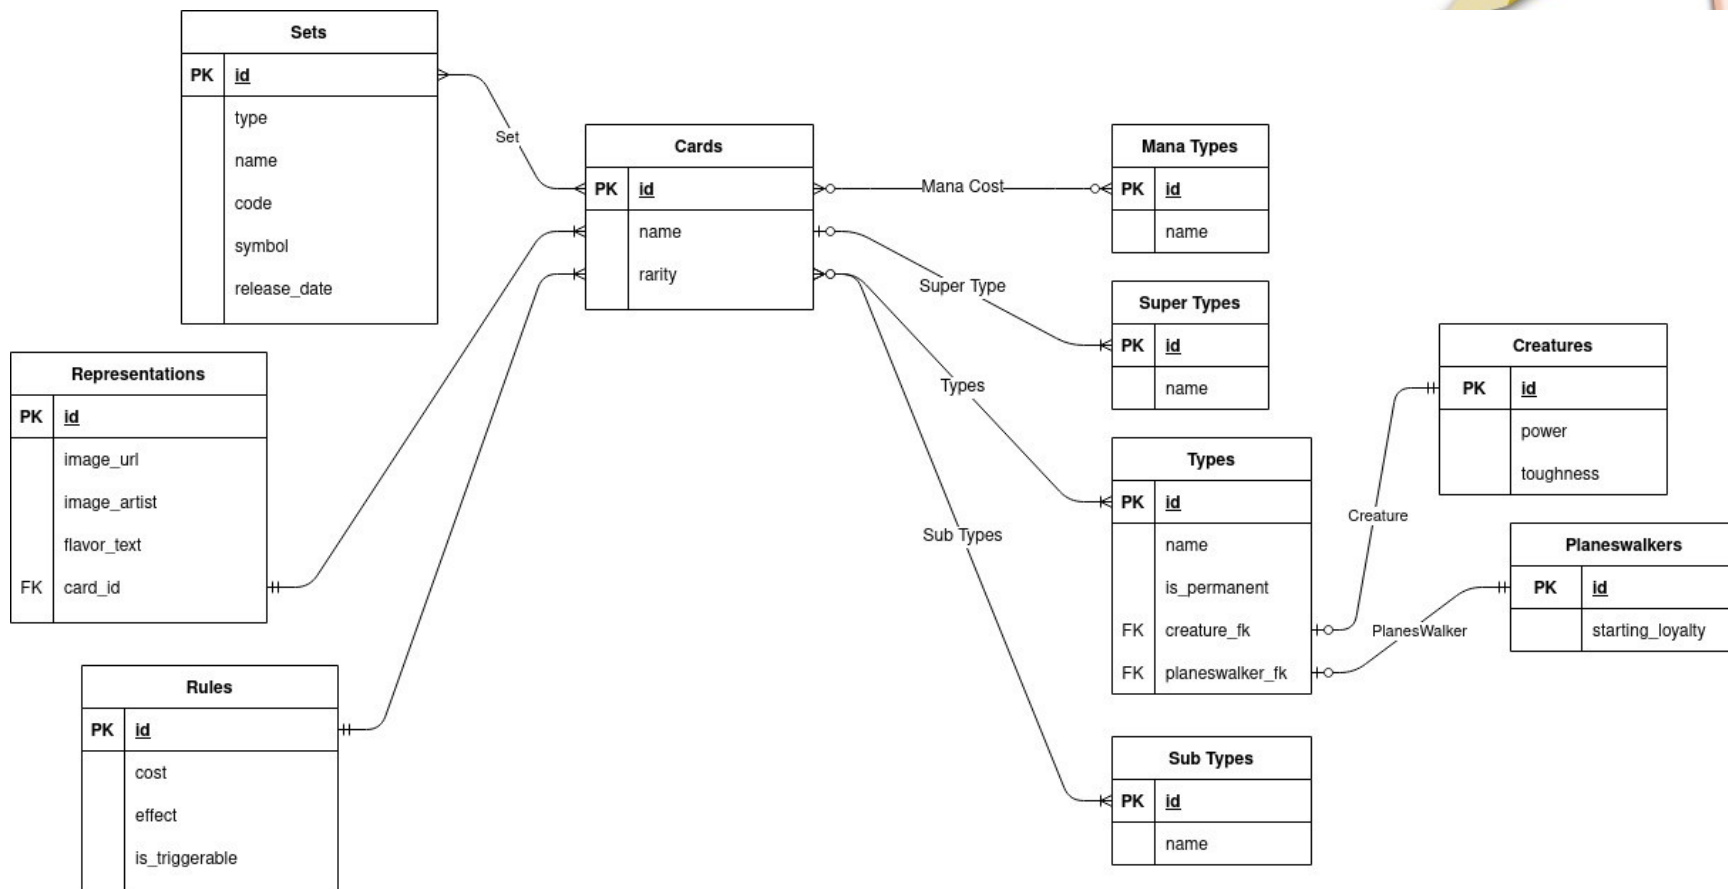 Sets
PK id
type
name
code
symbol
release_date
Set
Cards
PK id
name
rarity
Mana Cost
Mana Types
PK id
name
Super Type
Super Types
PK id
name
Representations
PK id
image_url
image_artist
flavor_text
FK card_id
Types
Types
PK id
name
is_permanent
FK creature_fk
FK planeswalker_fk
Creature
Creatures
PK id
power
toughness
PlanesWalker
Planeswalkers
PK id
starting_loyalty
Rules
PK id
cost
effect
is_triggerable
Sub Types
Sub Types
PK id
name